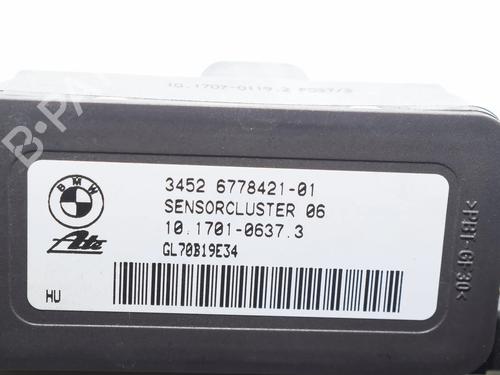 10.1707-0119.2
BMW
3452 6778421-01
SENSORCLUSTER 06
Ate
10.1701-0637.3
GL70B19E34
HU
>PBT-GF30<
B-PA